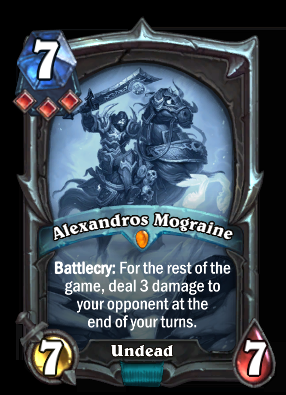 7
Alexandros Mograine
Battlecry: For the rest of the
game, deal 3 damage to
your opponent at the
end of your turns.
7 Undead 7